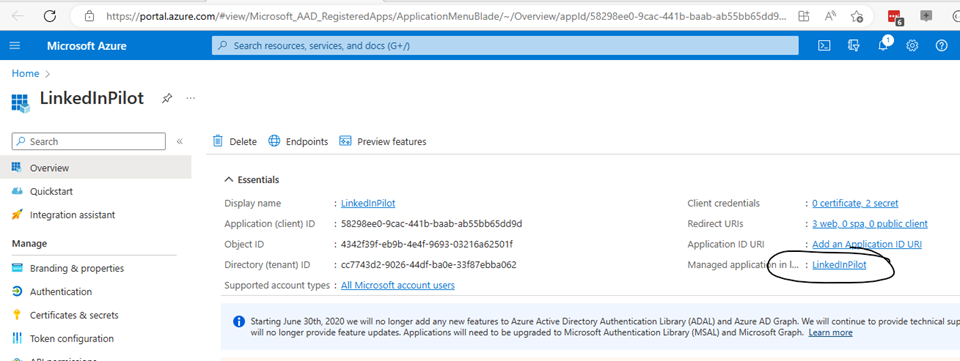 https://portal.azure.com/#view/Microsoft_AAD_RegisteredApps/ApplicationMenuBlade/~/Overview/appId/58298ee0-9cac-441b-baab-ab55bb65dd9...
6
Microsoft Azure
Search resources, services, and docs (G+/)
1
Home
LinkedInPilot
Search
Delete
Endpoints
Preview features
Overview
Quickstart
Integration assistant
Manage
Branding & properties
Authentication
Certificates & secrets
Token configuration
Essentials
Display name : LinkedInPilot
Application (client) ID : 58298ee0-9cac-441b-baab-ab55bb65dd9d
Object ID : 4342f39f-eb9b-4e4f-9693-03216a62501f
Directory (tenant) ID : cc7743d2-9026-44df-ba0e-33f87ebba062
Supported account types : All Microsoft account users
Client credentials : 0 certificate, 2 secret
Redirect URIs : 3 web, 0 spa, 0 public client
Application ID URI : Add an Application ID URI
Managed application in l... : LinkedInPilot
Starting June 30th, 2020 we will no longer add any new features to Azure Active Directory Authentication Library (ADAL) and Azure AD Graph. We will continue to provide technical sup
will no longer provide feature updates. Applications will need to be upgraded to Microsoft Authentication Library (MSAL) and Microsoft Graph. Learn more